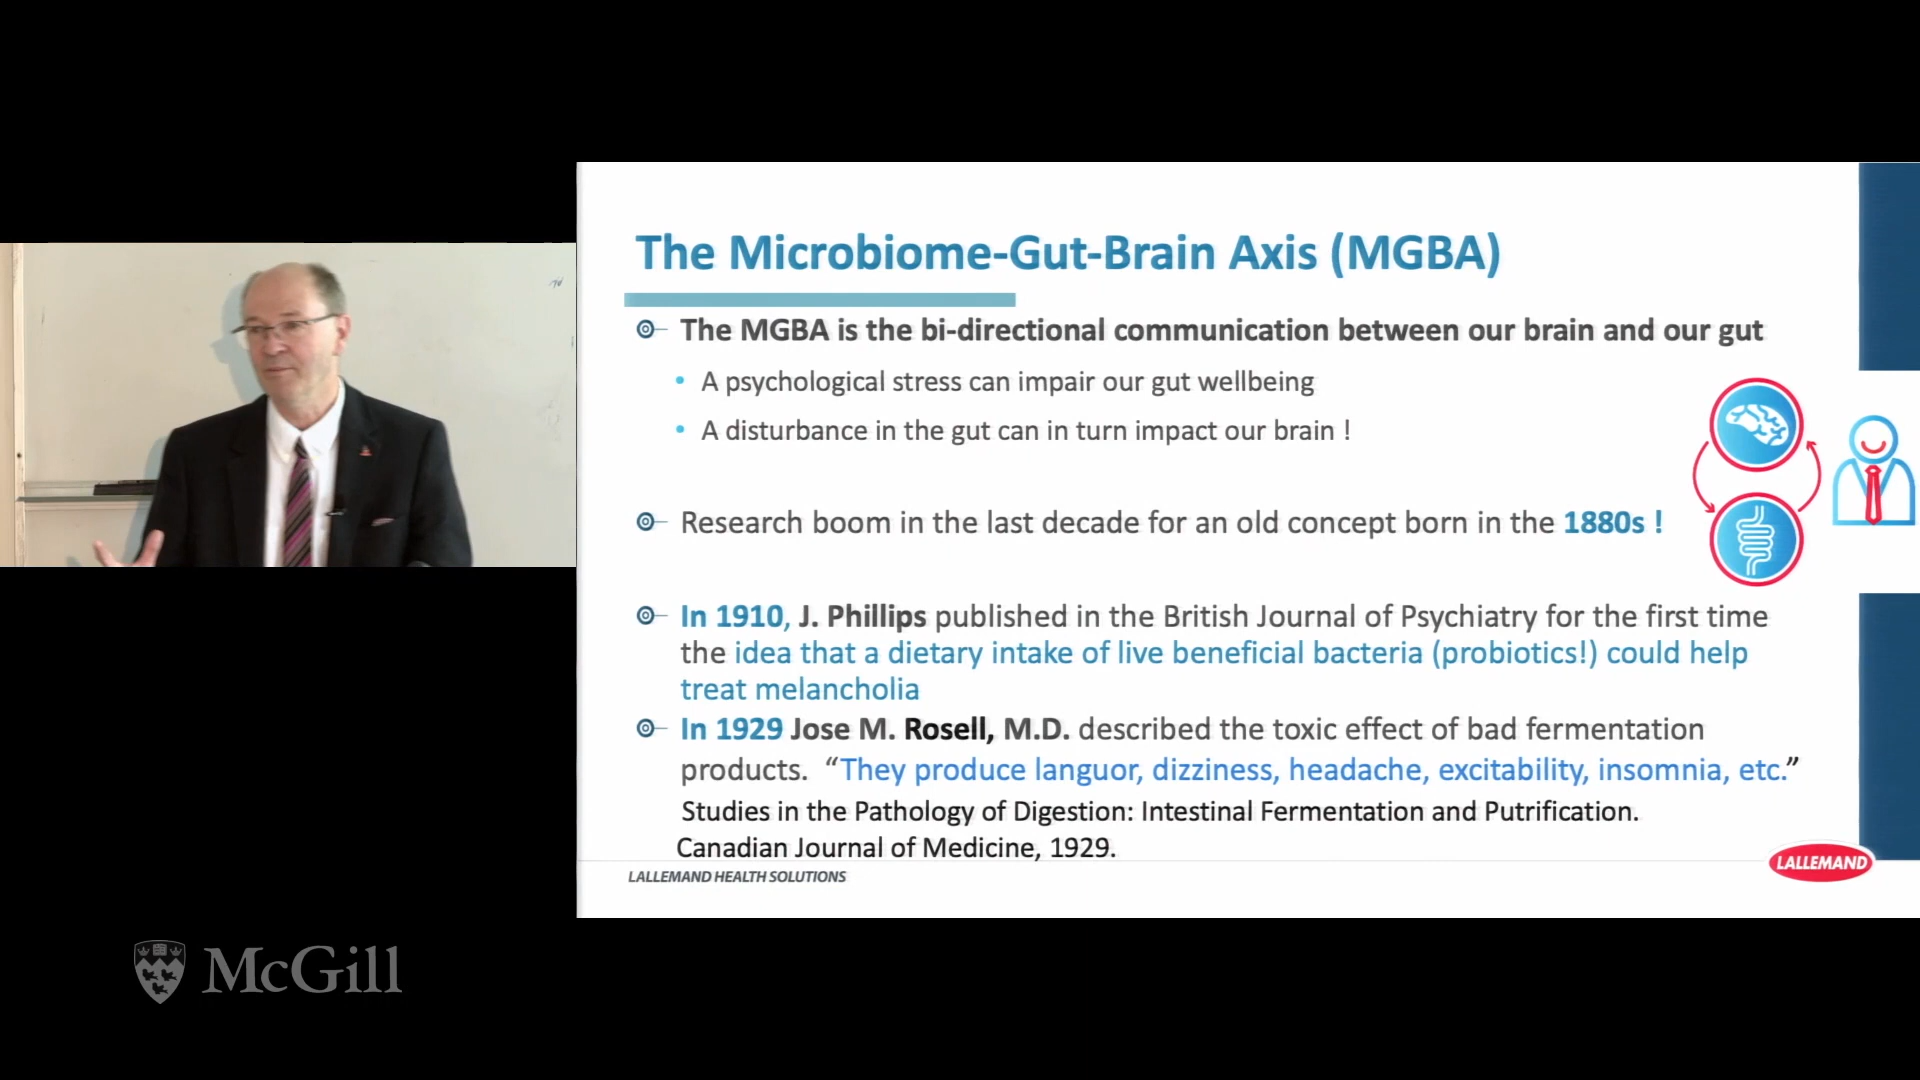 The Microbiome-Gut-Brain Axis (MGBA)
The MGBA is the bi-directional communication between our brain and our gut
• A psychological stress can impair our gut wellbeing
• A disturbance in the gut can in turn impact our brain !
Research boom in the last decade for an old concept born in the 1880s !
In 1910, J. Phillips published in the British Journal of Psychiatry for the first time
the idea that a dietary intake of live beneficial bacteria (probiotics!) could help
treat melancholia
In 1929 Jose M. Rosell, M.D. described the toxic effect of bad fermentation
products. “They produce languor, dizziness, headache, excitability, insomnia, etc.”
Studies in the Pathology of Digestion: Intestinal Fermentation and Putrification.
Canadian Journal of Medicine, 1929.
LALLEMAND HEALTH SOLUTIONS
LALLEMAND
McGill